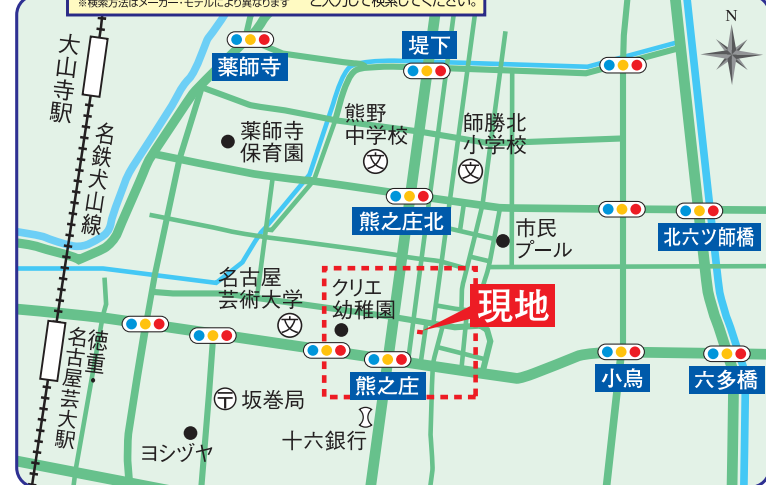 ※検索方法はメーカー・モデルにより異なります
と入力して検索してください。
N
大山寺駅
薬師寺
堤下
名鉄犬山線
薬師寺
保育園
熊野
中学校
文
師勝北
小学校
文
熊之庄北
市民
プール
北六ツ師橋
名古屋
芸術大学
文
クリエ
幼稚園
現地
徳重・
名古屋芸大駅
熊之庄
小烏
六多橋
〒
坂巻局
十六銀行
ヨシヅヤ